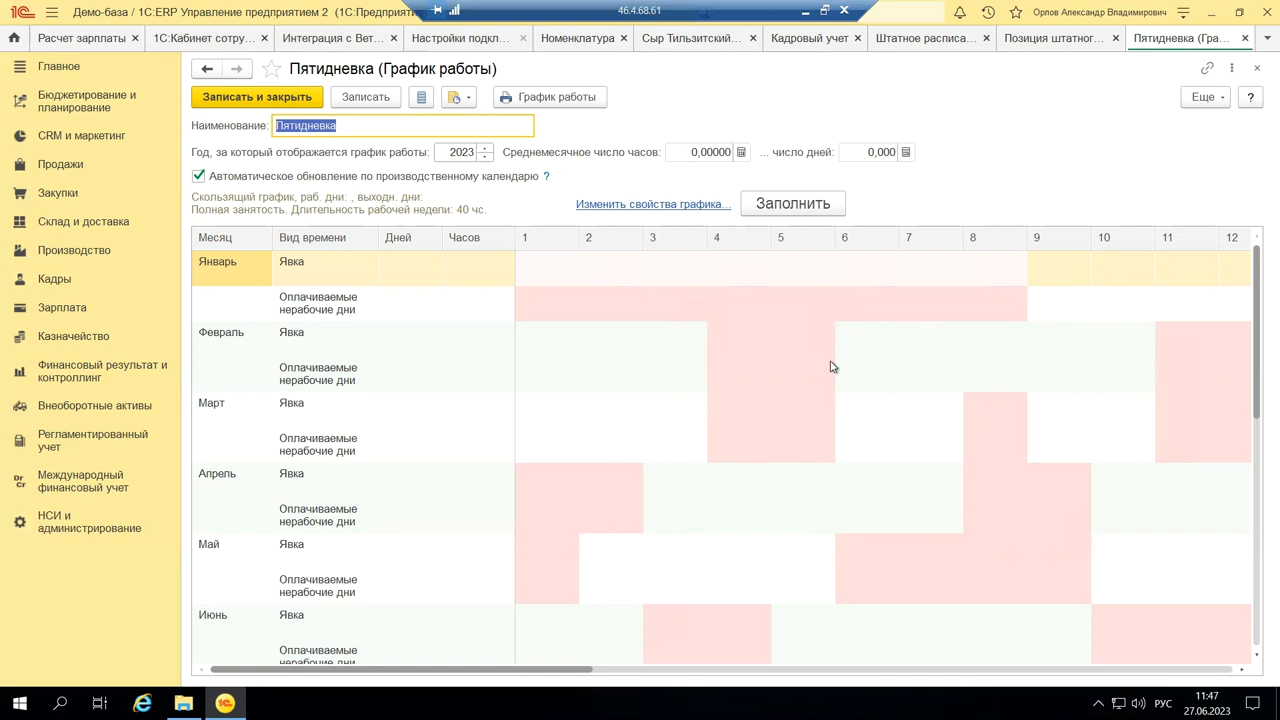 Демо-база / 1С:ERP Управление предприятием 2 (1С:Предприятие
46.4.68.61
Орлов Александр Владимирович
Расчет зарплаты
1С:Кабинет сотру...
Интеграция с Вет...
Настройки подкл...
Номенклатура
Сыр Тильзитский...
Кадровый учет
Штатное расписа...
Позиция штатног...
Пятидневка (Гра...
Главное
Бюджетирование и
планирование
CRM и маркетинг
Продажи
Закупки
Склад и доставка
Производство
Кадры
Зарплата
Казначейство
Финансовый результат и
контроллинг
Внеоборотные активы
Регламентированный
учет
Dr
Cr
Международный
финансовый учет
НСИ и
администрирование
Пятидневка (График работы)
Записать и закрыть
Записать
График работы
Еще
?
Наименование: Пятидневка
Год, за который отображается график работы: 2023 Среднемесячное число часов: 0,00000 ... число дней: 0,000
Автоматическое обновление по производственному календарю ?
Скользящий график, раб. дни: , выходн. дни:
Полная занятость. Длительность рабочей недели: 40 чс.
Изменить свойства графика...
Заполнить
Месяц Вид времени Дней Часов 1 2 3 4 5 6 7 8 9 10 11 12
Январь Явка
Оплачиваемые
нерабочие дни
Февраль Явка
Оплачиваемые
нерабочие дни
Март Явка
Оплачиваемые
нерабочие дни
Апрель Явка
Оплачиваемые
нерабочие дни
Май Явка
Оплачиваемые
нерабочие дни
Июнь Явка
Оплачиваемые
нерабочие дни
РУС
11:47
27.06.2023